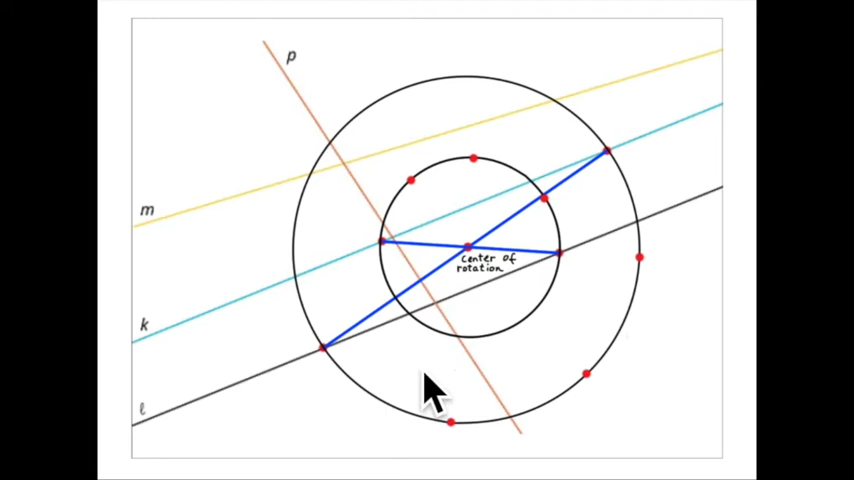 p
m
center of
rotation
k
ℓ